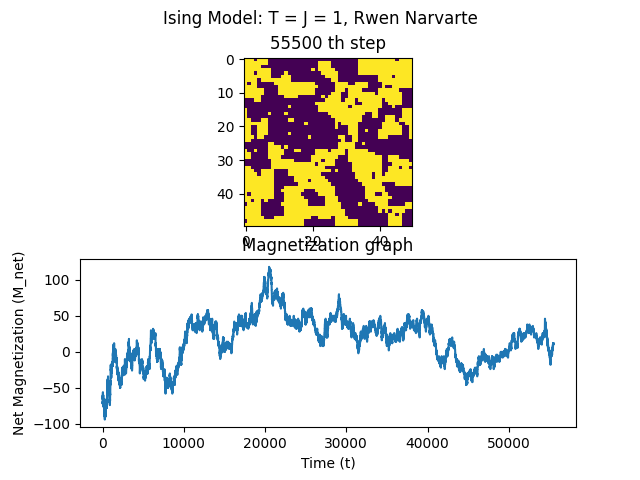 Ising Model: T = J = 1, Rwen Narvarte
55500 th step
0
10
20
30
40
0 20 40
Magnetization graph
Net Magnetization (M_net)
100
50
0
−50
−100
0 10000 20000 30000 40000 50000
Time (t)